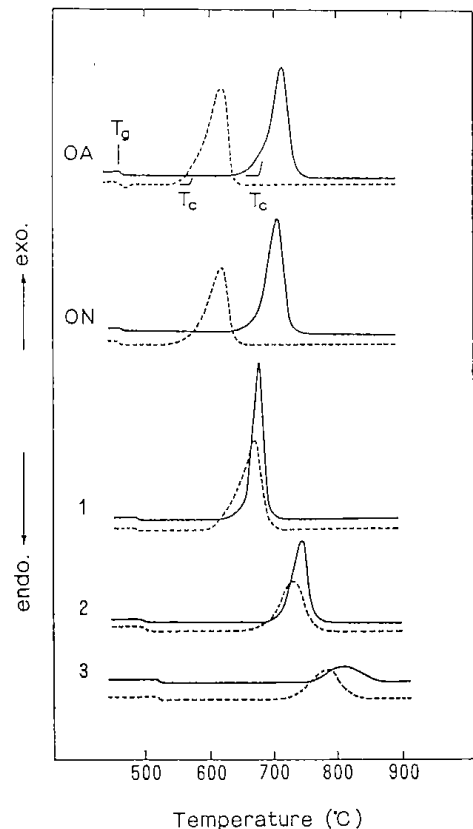 Tg
OA
Tc Tc
exo.
ON
1
endo.
2
3
500 600 700 800 900
Temperature (℃)